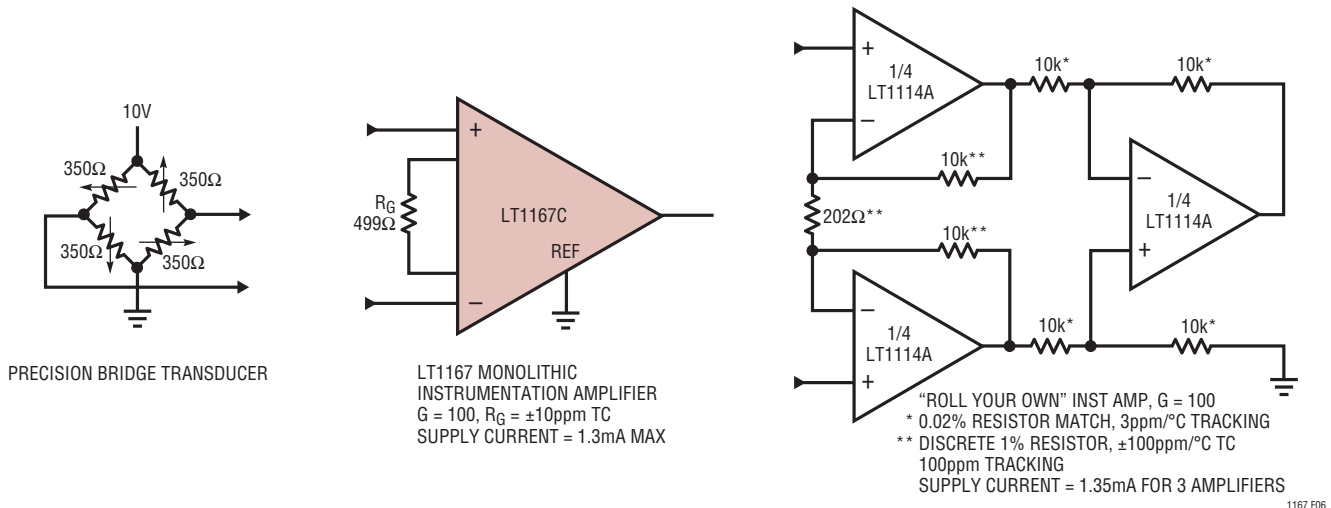 10V
350Ω
350Ω
350Ω
350Ω
PRECISION BRIDGE TRANSDUCER
+
RG
499Ω
LT1167C
REF
–
LT1167 MONOLITHIC
INSTRUMENTATION AMPLIFIER
G = 100, RG = ±10ppm TC
SUPPLY CURRENT = 1.3mA MAX
+
1/4
LT1114A
–
10k*
10k*
10k**
202Ω**
10k**
–
1/4
LT1114A
+
–
1/4
LT1114A
+
10k*
10k*
“ROLL YOUR OWN” INST AMP, G = 100
* 0.02% RESISTOR MATCH, 3ppm/°C TRACKING
** DISCRETE 1% RESISTOR, ±100ppm/°C TC
100ppm TRACKING
SUPPLY CURRENT = 1.35mA FOR 3 AMPLIFIERS
1167 F06